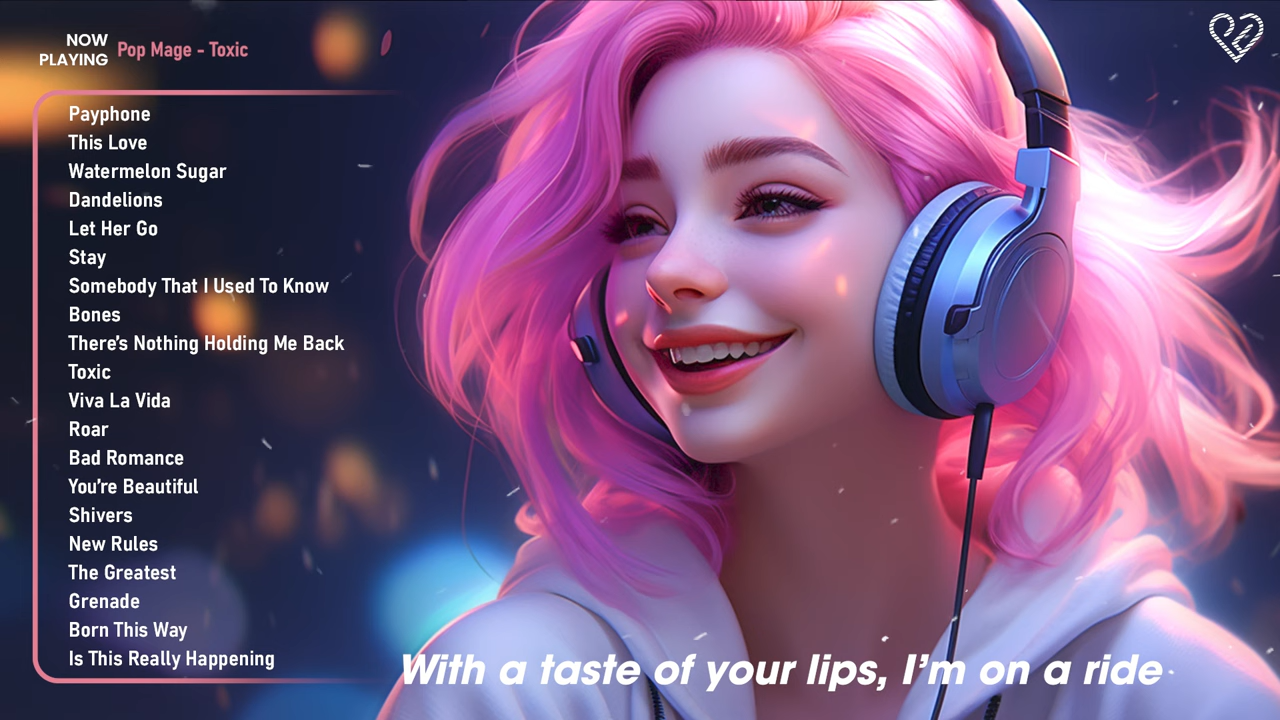 NOW
PLAYING
Pop Mage - Toxic
Payphone
This Love
Watermelon Sugar
Dandelions
Let Her Go
Stay
Somebody That I Used To Know
Bones
There's Nothing Holding Me Back
Toxic
Viva La Vida
Roar
Bad Romance
You're Beautiful
Shivers
New Rules
The Greatest
Grenade
Born This Way
Is This Really Happening
With a taste of your lips, I'm on a ride